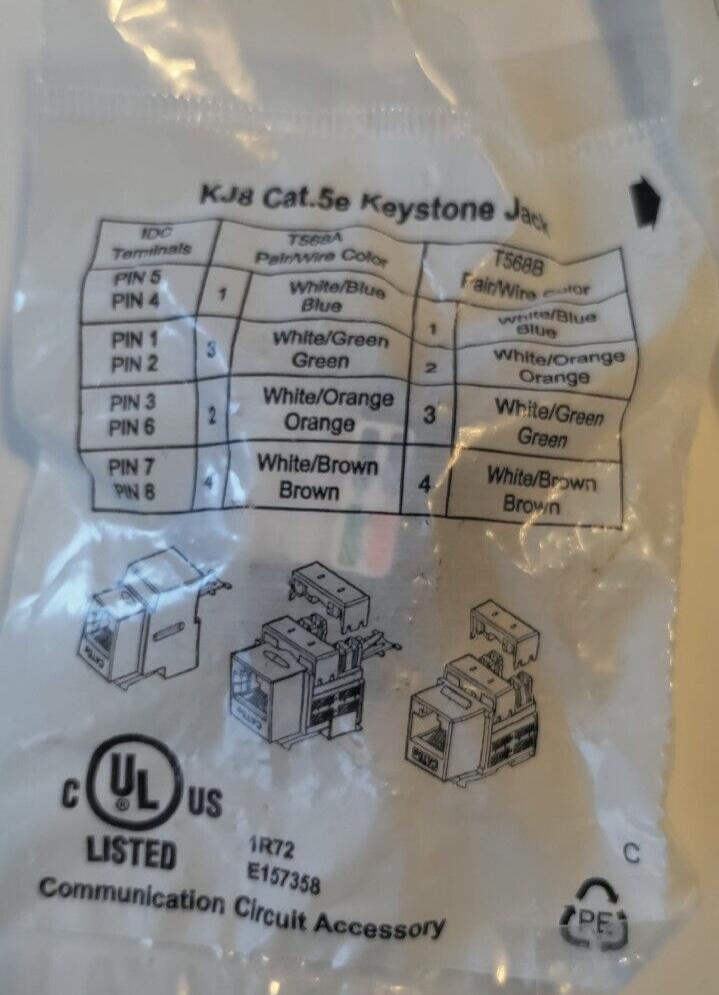 KJ8 Cat.5e Keystone Jack
IDC
Terminals
T568A
Pair/Wire Color
T568B
Pair/Wire Color
PIN 5
PIN 4
1
White/Blue
Blue
1
White/Blue
Blue
PIN 1
PIN 2
3
White/Green
Green
2
White/Orange
Orange
PIN 3
PIN 6
2
White/Orange
Orange
3
White/Green
Green
PIN 7
PIN 8
4
White/Brown
Brown
4
White/Brown
Brown
CAT5e
CAT5e
CAT5e
C UL® US
LISTED
1R72
E157358
C
Communication Circuit Accessory
PE